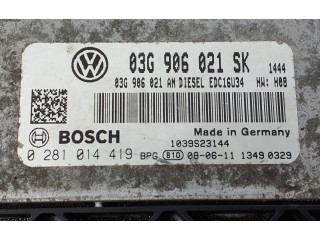 03G 906 021 SK 1444
03G 906 021 AM DIESEL EDC16U34 HW: H08
BOSCH Made in Germany
1039S23144
0 281 014 419 BPG 810 08-06-11 1349 0329